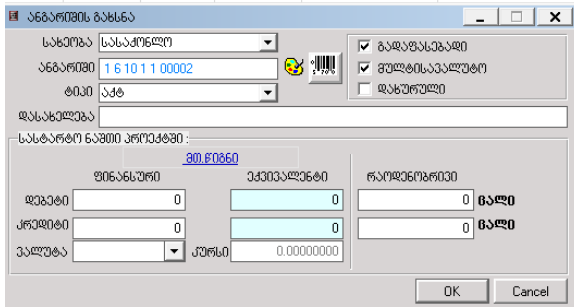 ანგარიშის გახსნა
სახეობა სასაქონლო
ანგარიში 1 6 10 1 1 00002
ტიპი აქტ
გადაფასებადი
მულტისავალუტო
დახურული
დასახელება
სასტარტო ნაშთი პროექტში :
მთ.წიგნი
ფინანსური ექვივალენტი რაოდენობრივი
დებეტი 0 0 0 ცალი
კრედიტი 0 0 0 ცალი
ვალუტა კურსი 0.00000000
OK Cancel